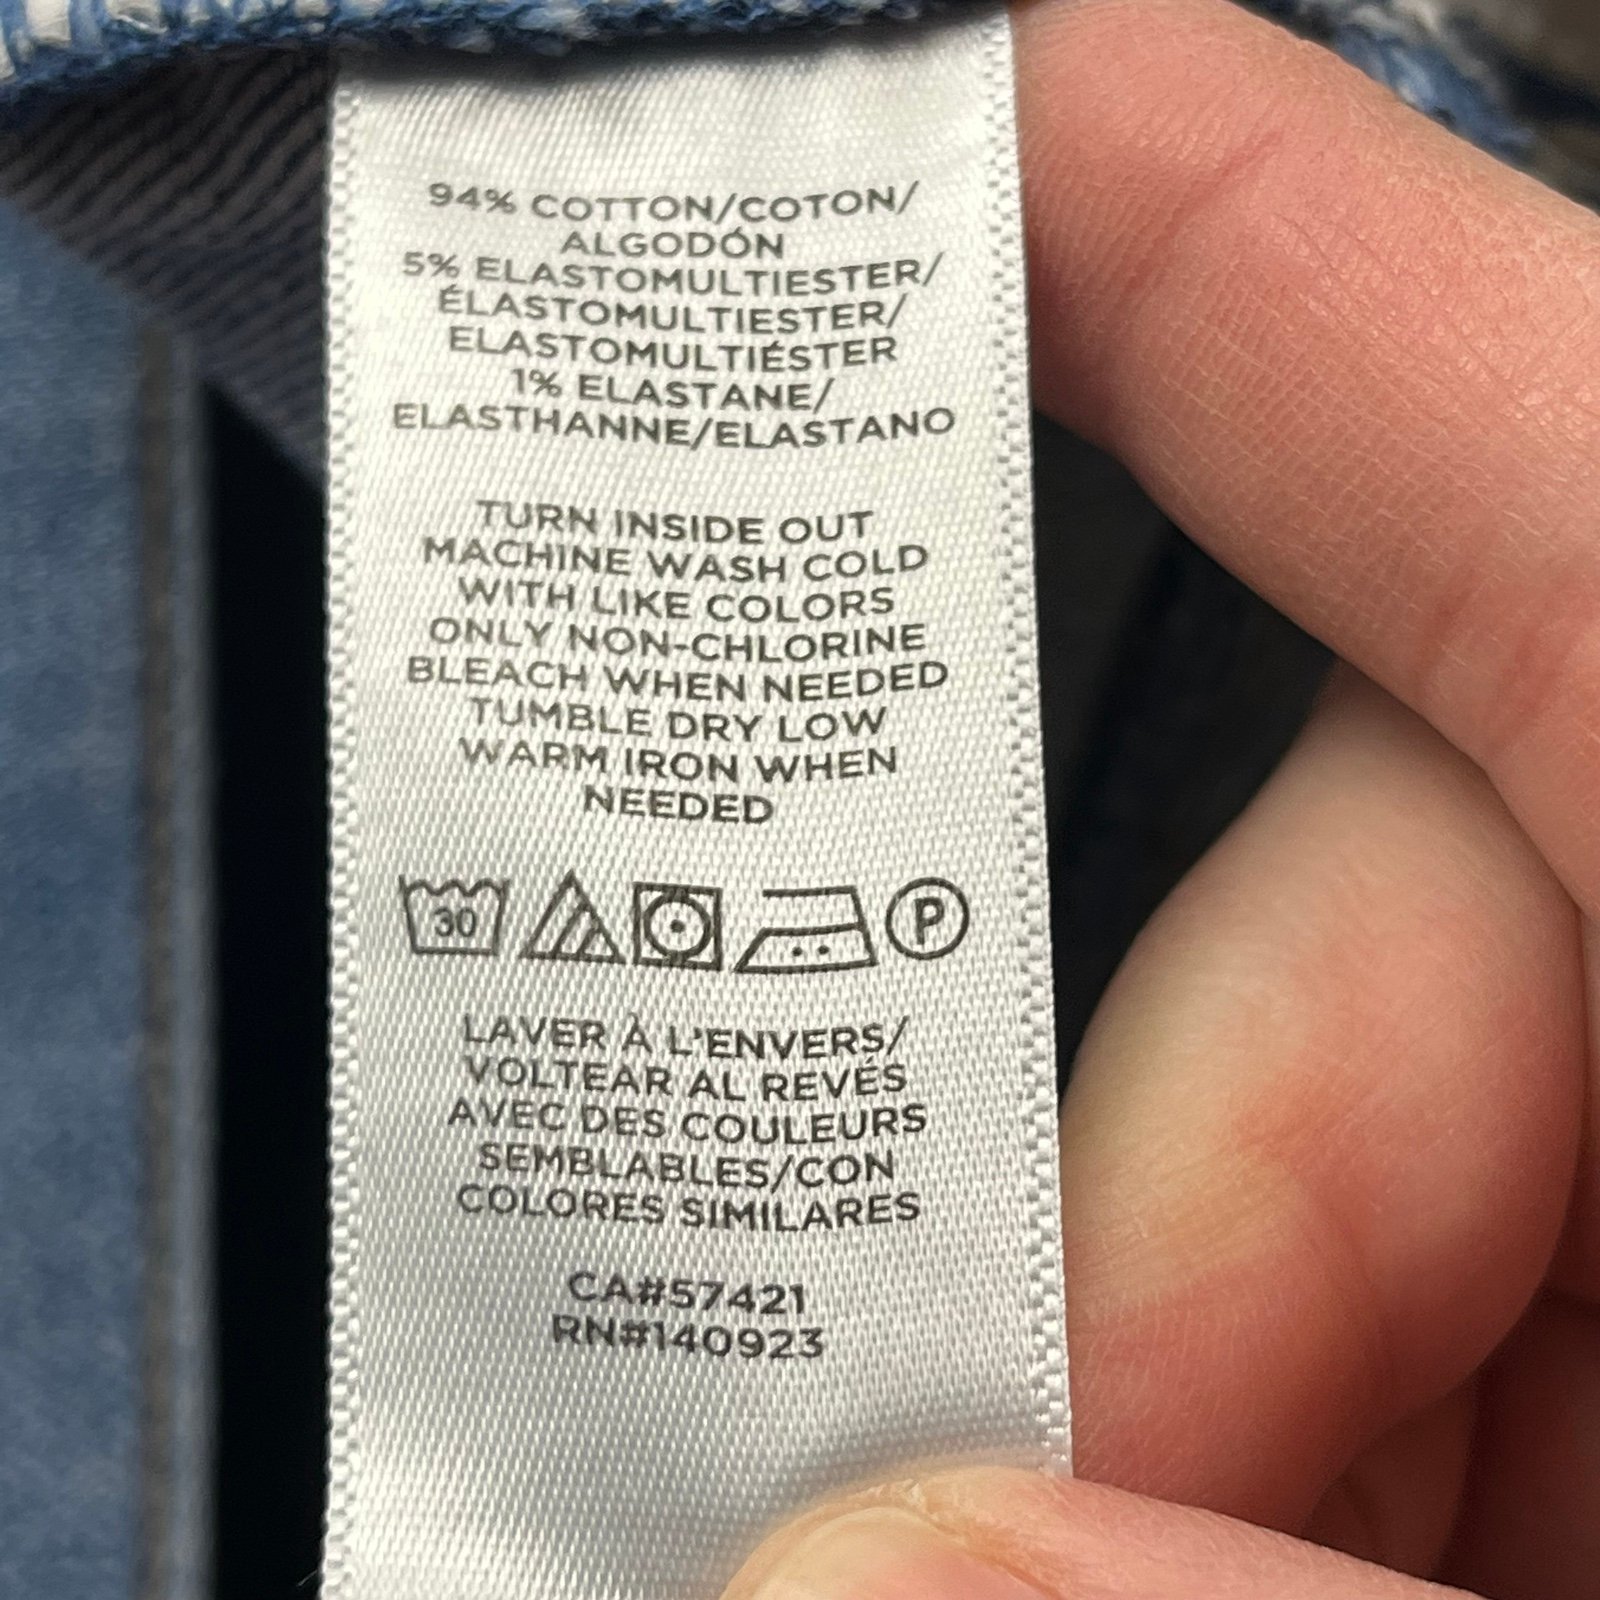 94% COTTON/COTON/
ALGODÓN
5% ELASTOMULTIESTER/
ÉLASTOMULTIESTER/
ELASTOMULTIÉSTER
1% ELASTANE/
ELASTHANNE/ELASTANO
TURN INSIDE OUT
MACHINE WASH COLD
WITH LIKE COLORS
ONLY NON-CHLORINE
BLEACH WHEN NEEDED
TUMBLE DRY LOW
WARM IRON WHEN
NEEDED
30 P
LAVER À L'ENVERS/
VOLTEAR AL REVÉS
AVEC DES COULEURS
SEMBLABLES/CON
COLORES SIMILARES
CA#57421
RN#140923